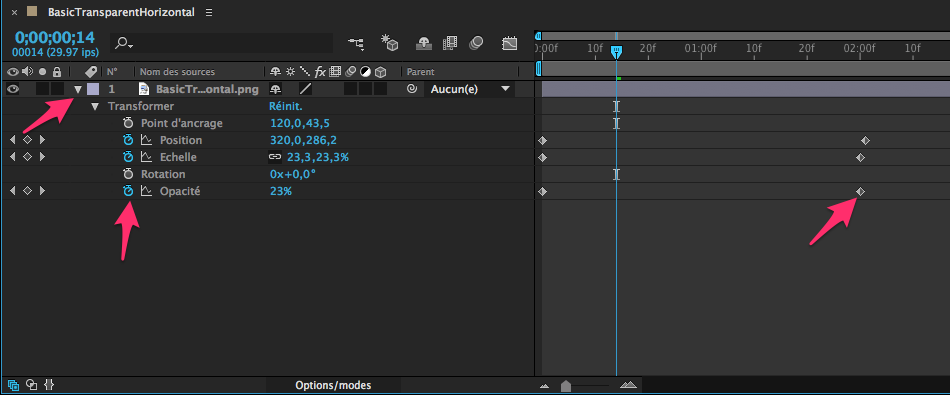 BasicTransparentHorizontal
0;00;00;14
00014 (29.97 ips)
0:00f 10f 20f 01:00f 10f 20f 02:00f 10f
N° Nom des sources Parent
1 BasicTr...ontal.png Aucun(e)
Transformer Réinit.
Point d'ancrage 120,0,43,5
Position 320,0,286,2
Echelle 23,3,23,3%
Rotation 0x+0,0°
Opacité 23%
Options/modes